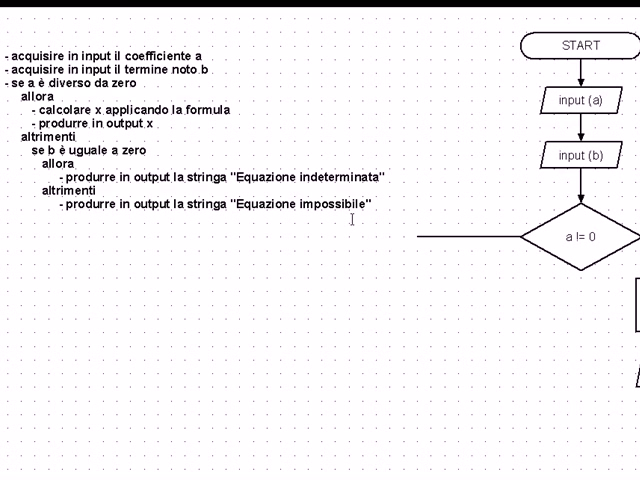 - acquisire in input il coefficiente a
- acquisire in input il termine noto b
- se a è diverso da zero
allora
- calcolare x applicando la formula
- produrre in output x
altrimenti
se b è uguale a zero
allora
- produrre in output la stringa "Equazione indeterminata"
altrimenti
- produrre in output la stringa "Equazione impossibile"
START
input (a)
input (b)
a != 0